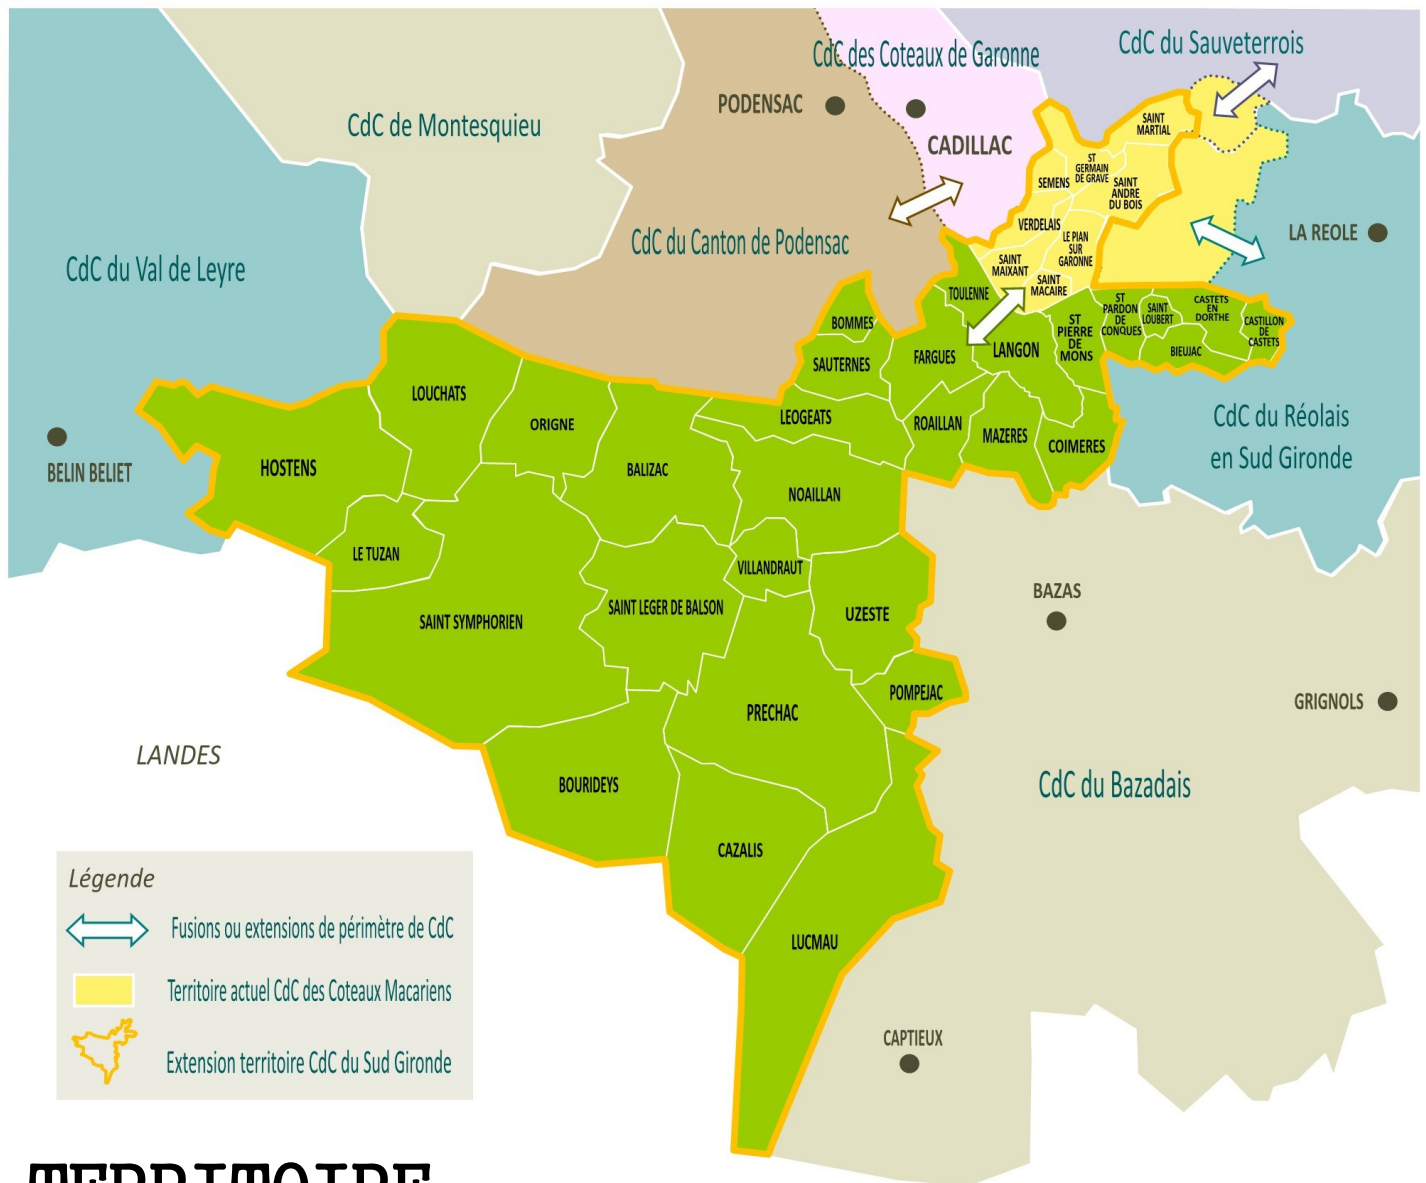 CdC des Coteaux de Garonne
CdC du Sauveterrois
PODENSAC
CdC de Montesquieu
CADILLAC
SAINT
MARTIAL
SEMENS
ST
GERMAIN
DE GRAVE
SAINT
ANDRE
DU BOIS
CdC du Canton de Podensac
VERDELAIS
LE PIAN
SUR
GARONNE
LA REOLE
CdC du Val de Leyre
SAINT
MAIXANT
SAINT
MACAIRE
TOULENNE
BOMMES
ST
PIERRE
DE
MONS
ST
PARDON
DE
CONQUES
SAINT
LOUBERT
CASTETS
EN
DORTHE
CASTILLON
DE
CASTETS
BIEUJAC
SAUTERNES
FARGUES
LANGON
LOUCHATS
ORIGNE
LEOGEATS
ROAILLAN
MAZERES
COIMERES
CdC du Réolais
en Sud Gironde
BELIN BELIET
HOSTENS
BALIZAC
NOAILLAN
LE TUZAN
VILLANDRAUT
SAINT SYMPHORIEN
SAINT LEGER DE BALSON
UZESTE
BAZAS
POMPEJAC
PRECHAC
GRIGNOLS
LANDES
BOURIDEYS
CdC du Bazadais
CAZALIS
LUCMAU
CAPTIEUX
Légende
Fusions ou extensions de périmètre de CdC
Territoire actuel CdC des Coteaux Macariens
Extension territoire CdC du Sud Gironde
TERRITOIRE